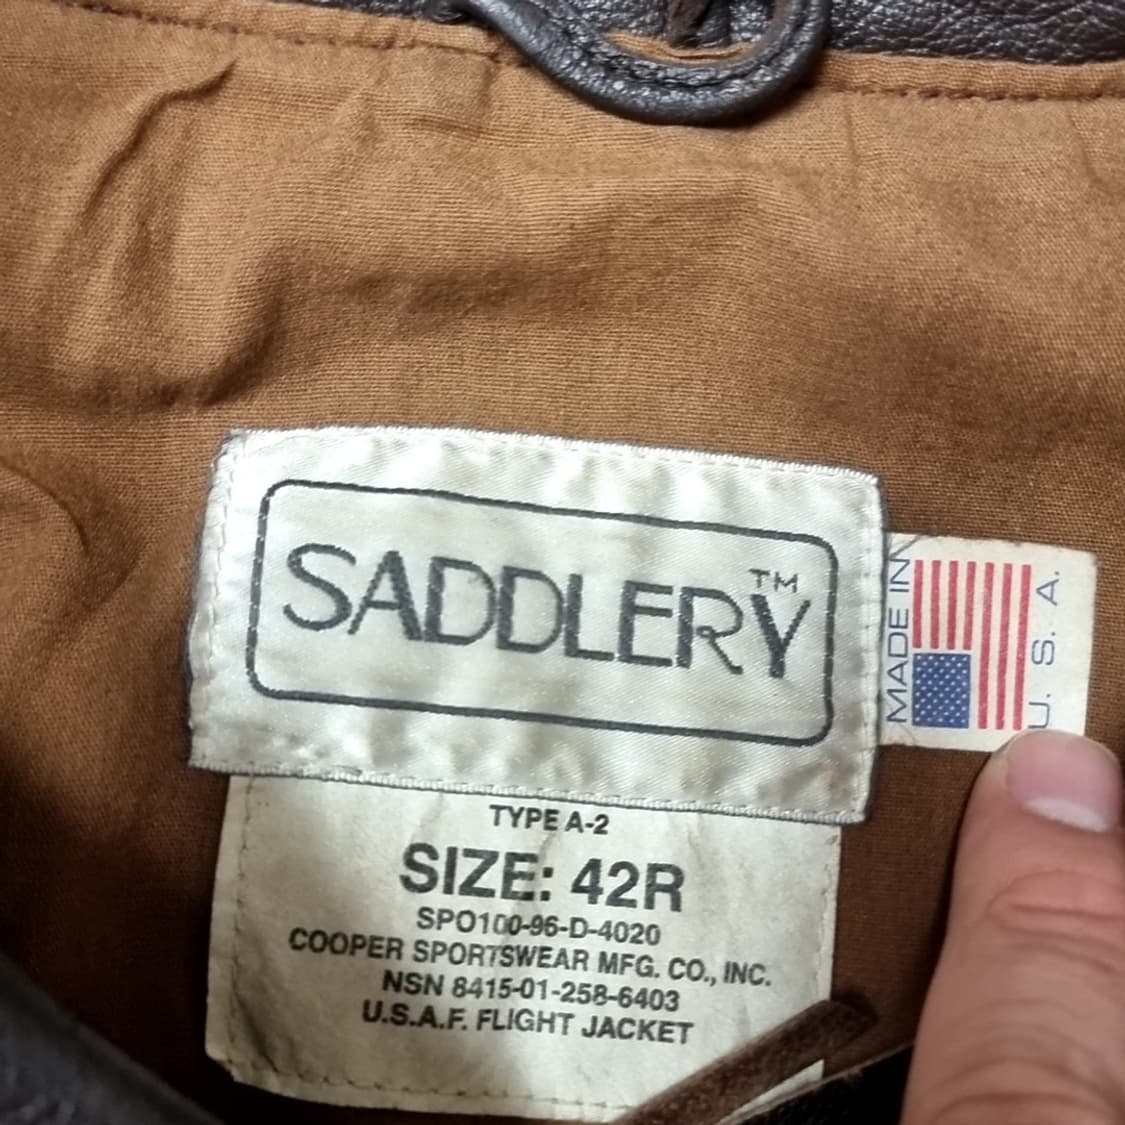 SADDLERY™
MADE IN
U. S. A.
TYPE A-2
SIZE: 42R
SPO100-96-D-4020
COOPER SPORTSWEAR MFG. CO., INC.
NSN 8415-01-258-6403
U.S.A.F. FLIGHT JACKET